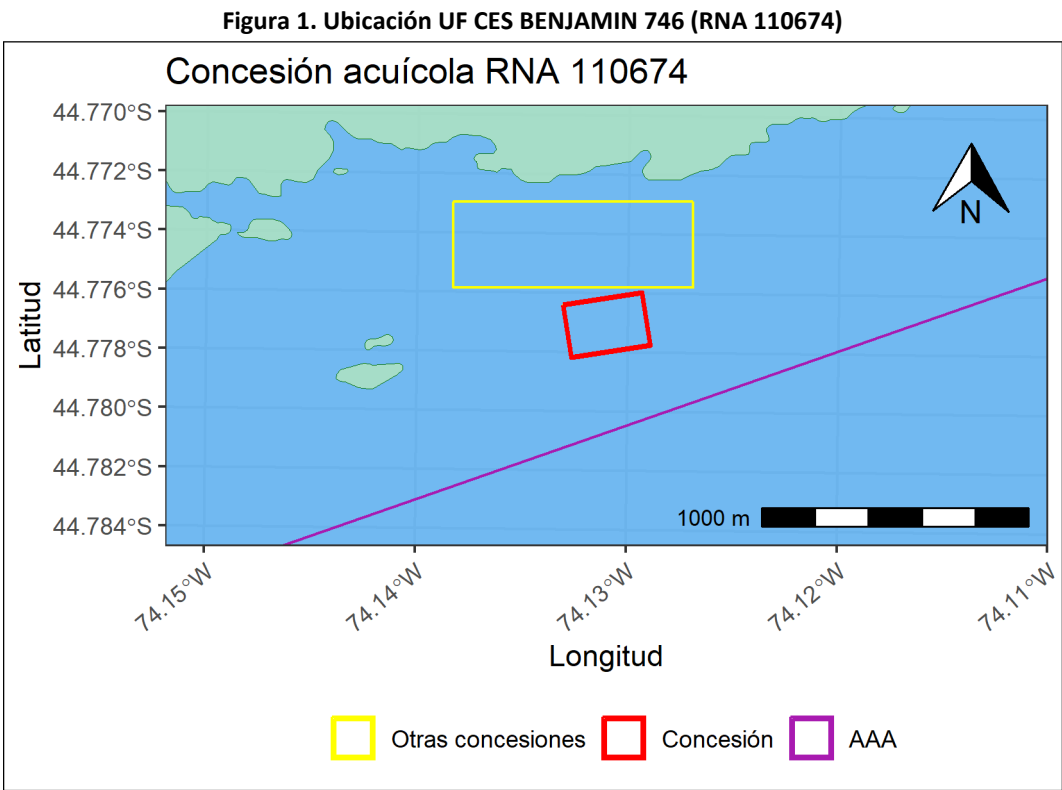 Figura 1. Ubicación UF CES BENJAMIN 746 (RNA 110674)
Concesión acuícola RNA 110674
44.770°S
44.772°S
44.774°S
44.776°S
44.778°S
44.780°S
44.782°S
44.784°S
Latitud
N
1000 m
74.15°W
74.14°W
74.13°W
74.12°W
74.11°W
Longitud
Otras concesiones
Concesión
AAA